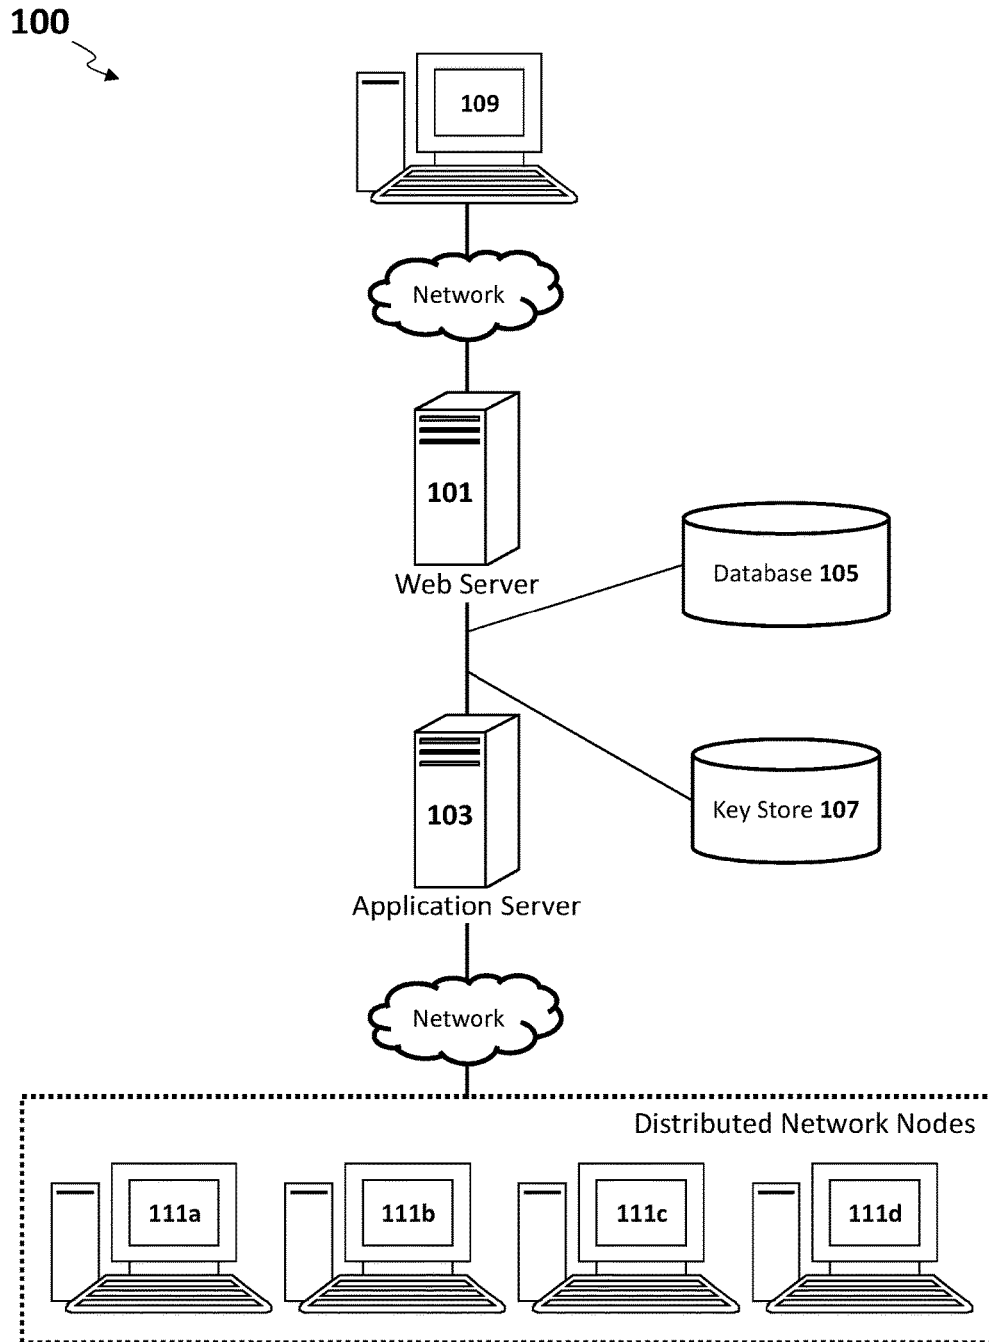 100
109
Network
101
Web Server
Database 105
103
Key Store 107
Application Server
Network
Distributed Network Nodes
111a
111b
111c
111d